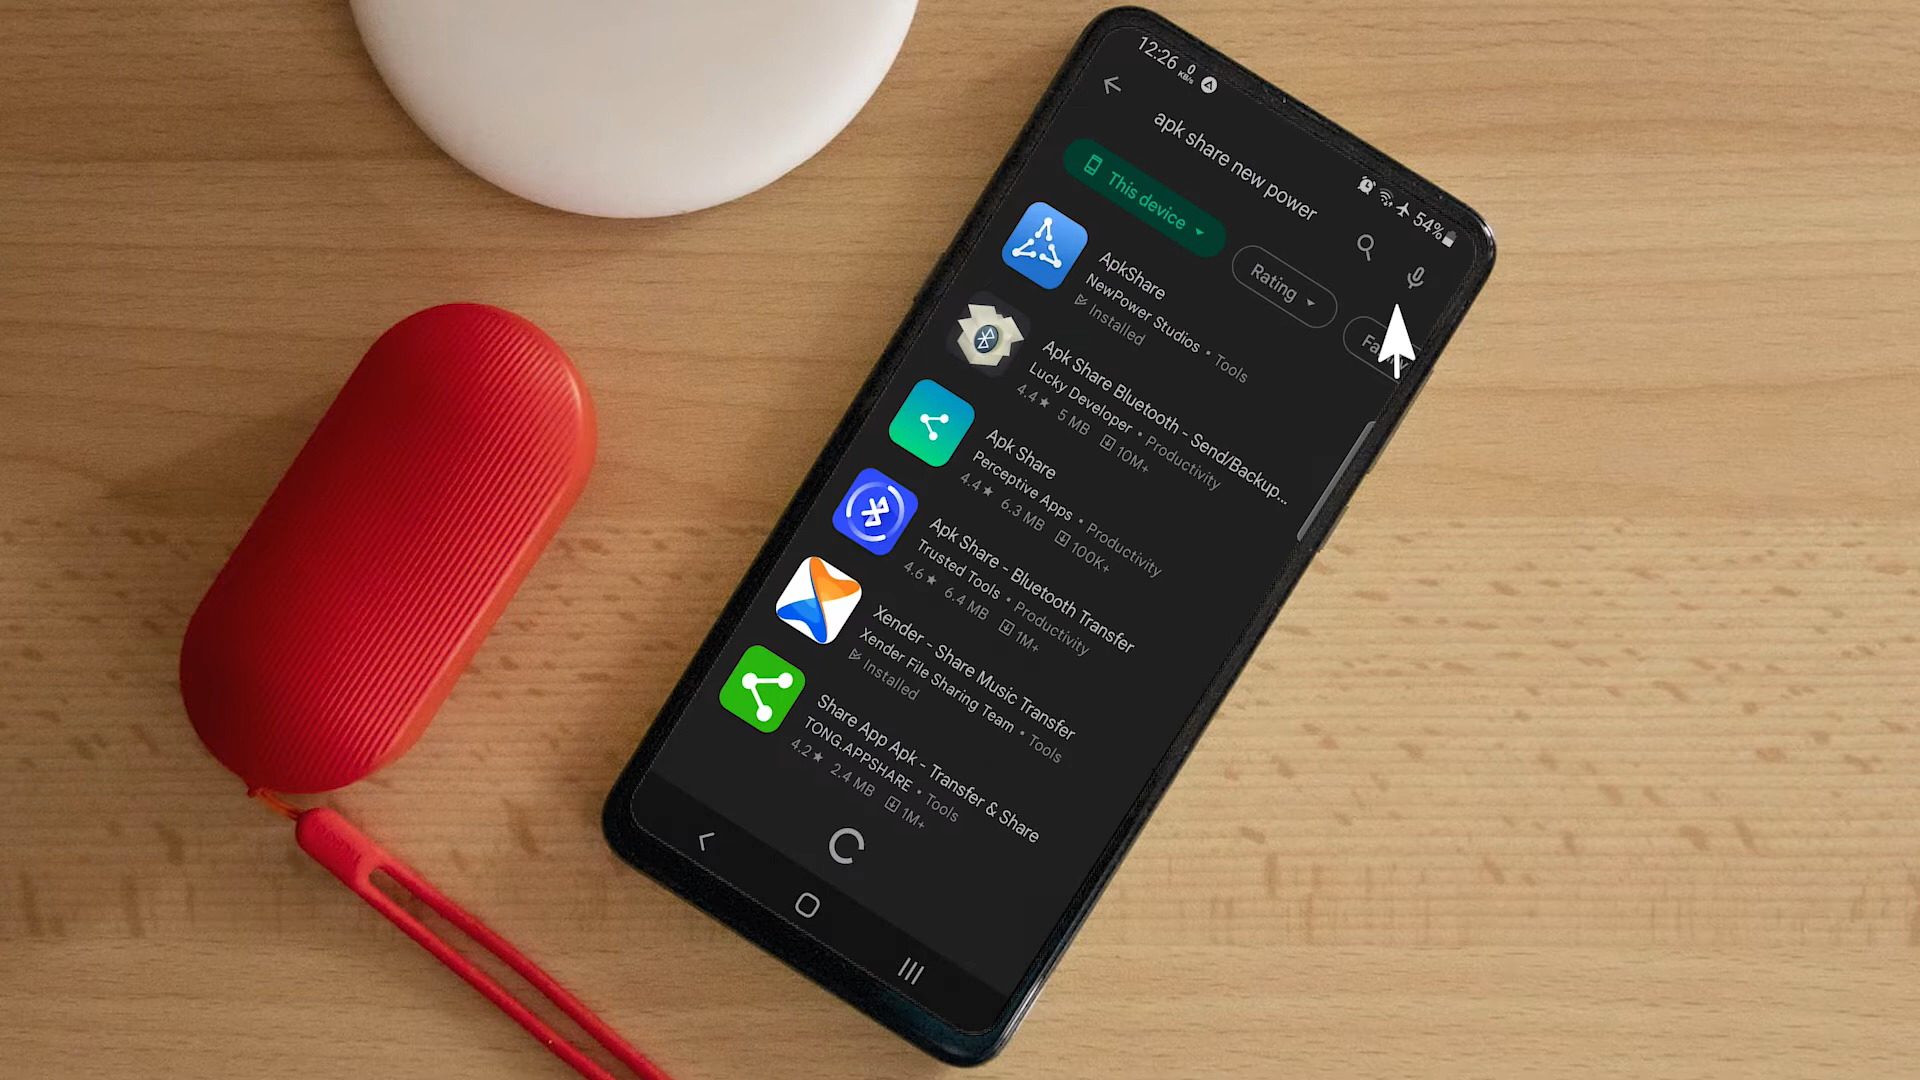 12:26 0 KB/s
54%
apk share new power
This device
Rating
ApkShare
NewPower Studios • Tools
Installed
Apk Share Bluetooth - Send/Backup...
Lucky Developer • Productivity
4.4★ 5 MB 10M+
Apk Share
Perceptive Apps • Productivity
4.4★ 6.3 MB 100K+
Apk Share - Bluetooth Transfer
Trusted Tools • Productivity
4.6★ 6.4 MB 1M+
Xender - Share Music Transfer
Xender File Sharing Team • Tools
Installed
Share App Apk - Transfer & Share
TONG.APPSHARE • Tools
4.2★ 2.4 MB 1M+